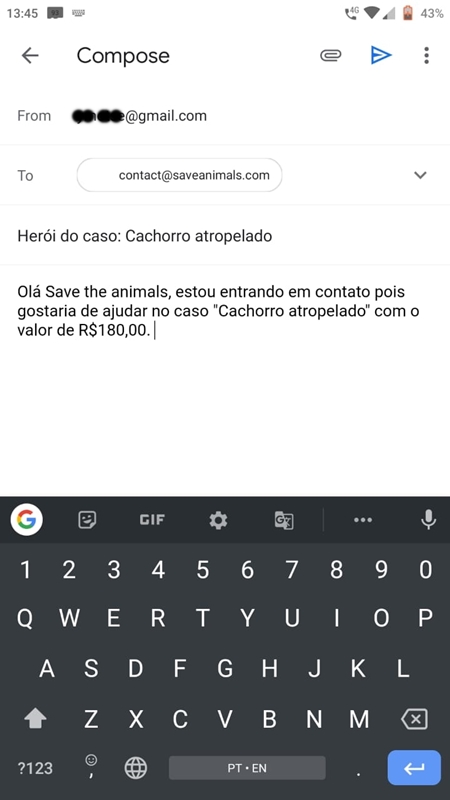 13:45 4G 43%
Compose
From e@gmail.com
To contact@saveanimals.com
Herói do caso: Cachorro atropelado
Olá Save the animals, estou entrando em contato pois
gostaria de ajudar no caso "Cachorro atropelado" com o
valor de R$180,00.
G GIF
1 2 3 4 5 6 7 8 9 0
Q W E R T Y U I O P
A S D F G H J K L
Z X C V B N M
?123 , PT • EN .